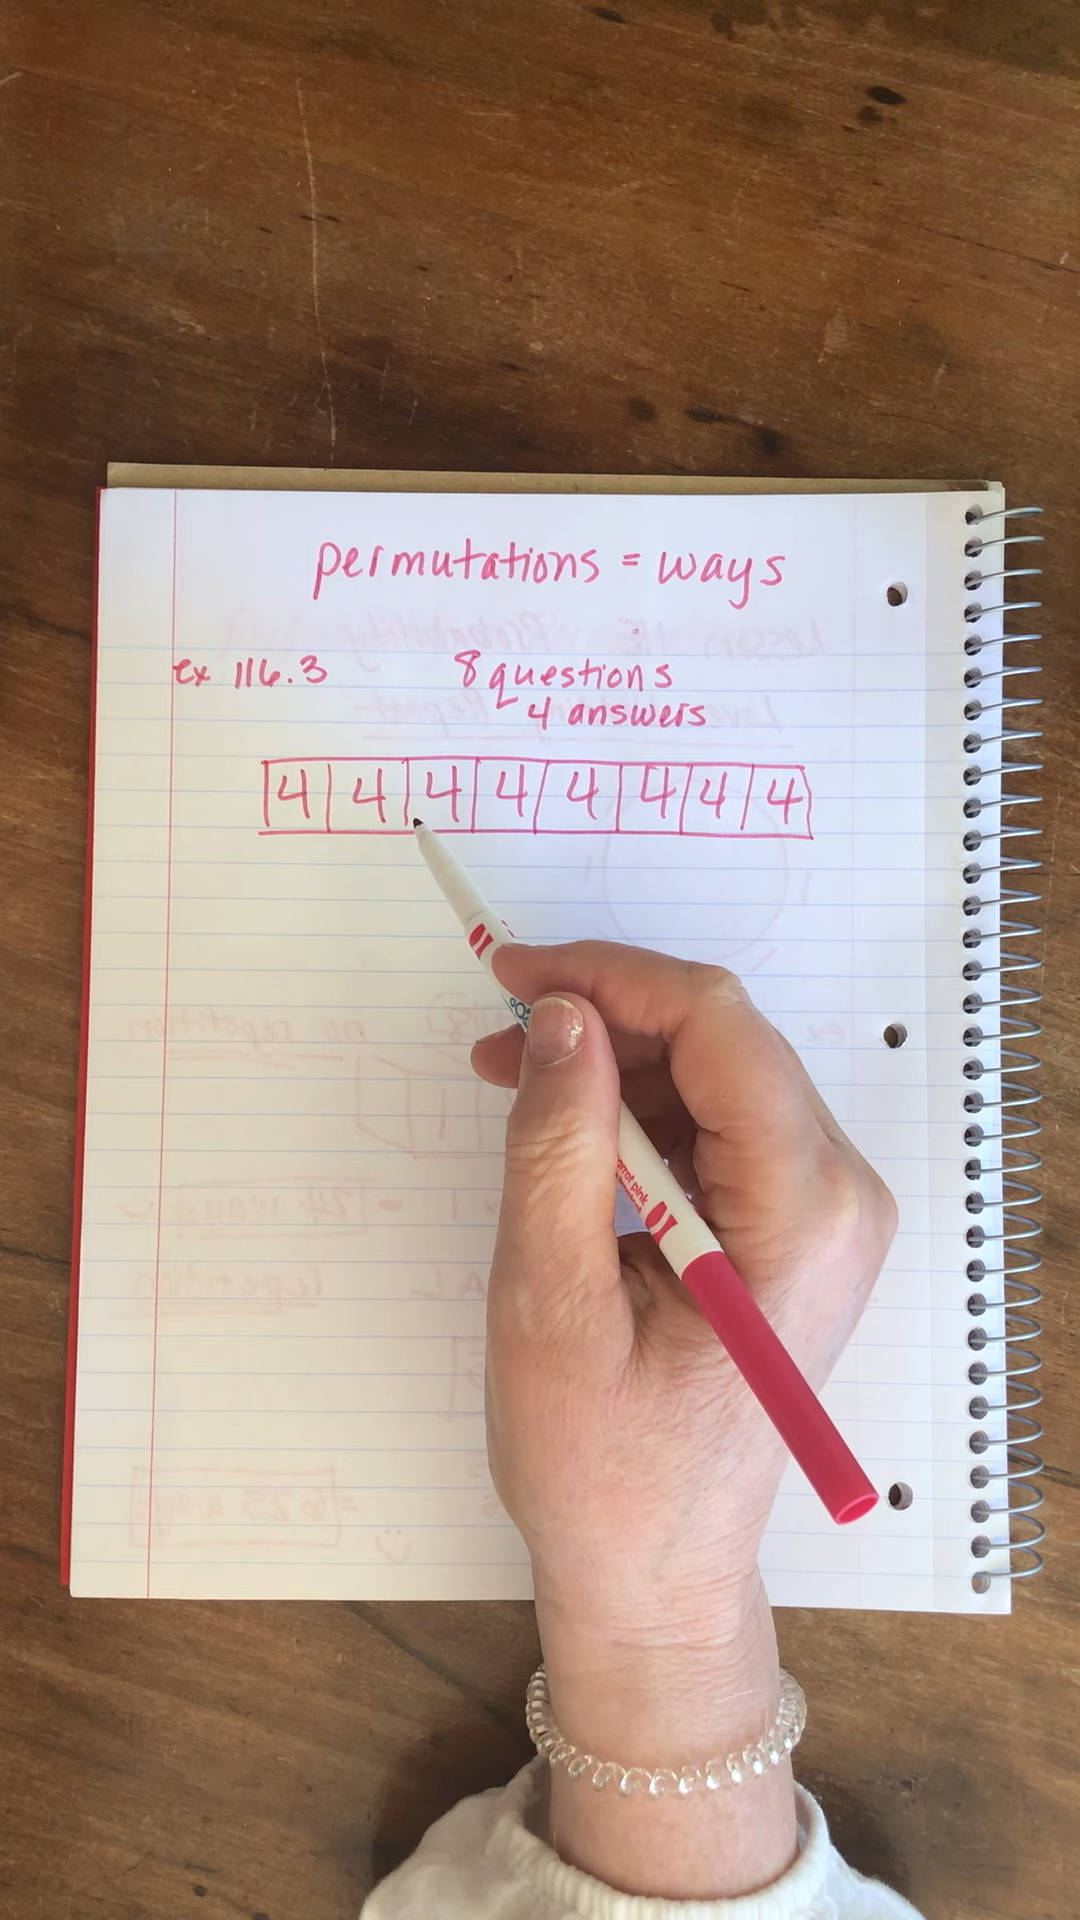 permutations = ways
ex 116.3
8 questions
4 answers
4 4 4 4 4 4 4 4